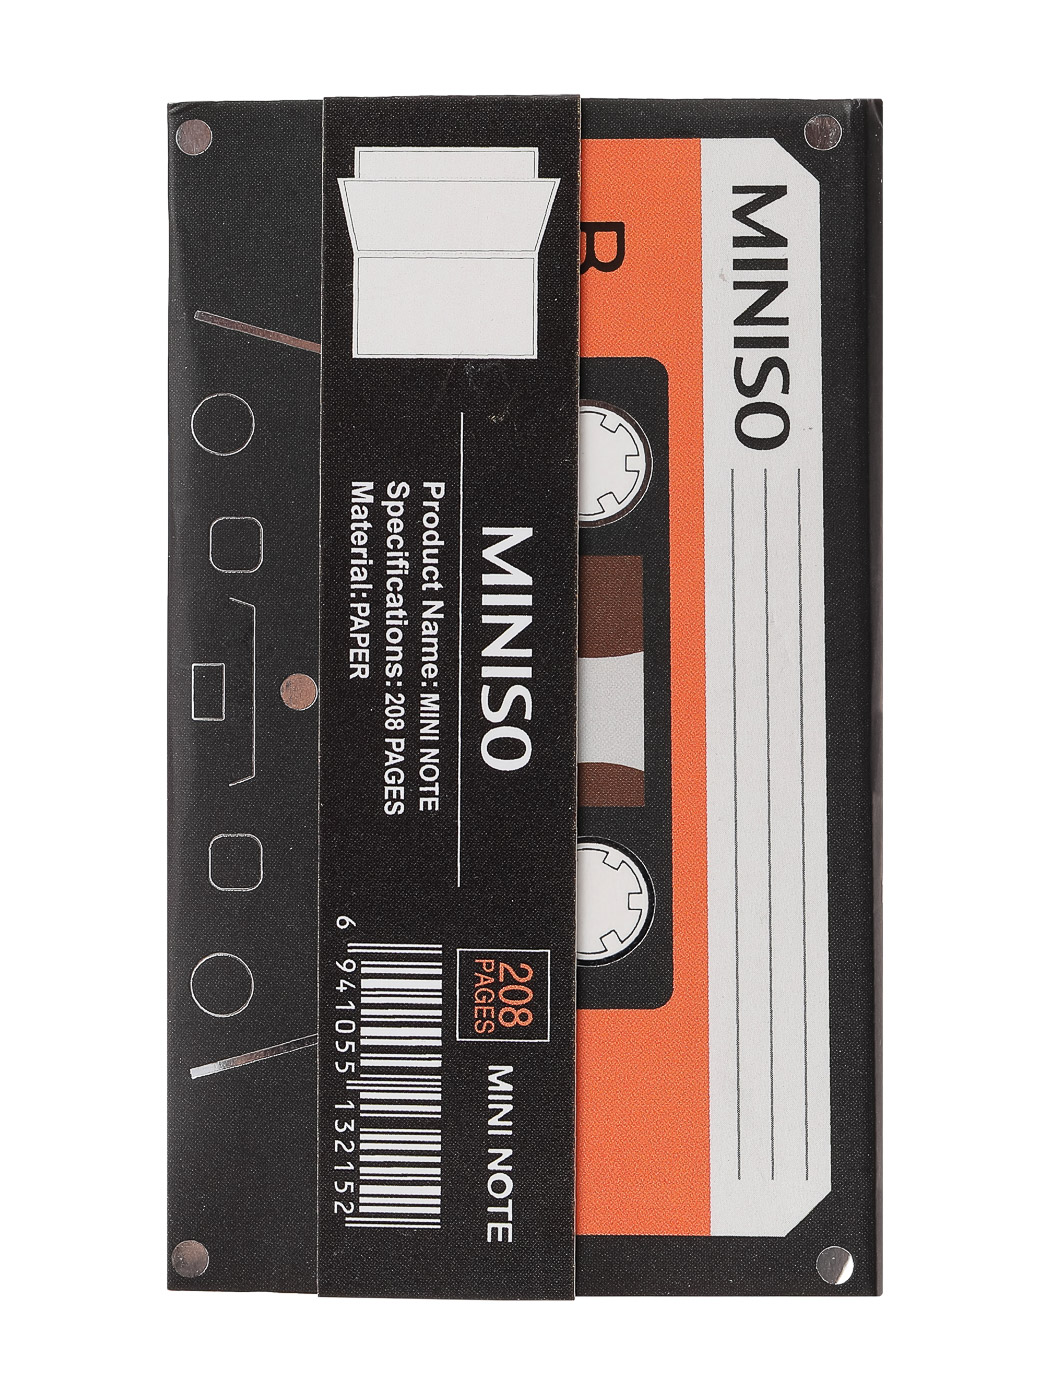 MINISO
B
MINISO
Product Name:MINI NOTE
Specifications:208 PAGES
Material:PAPER
208
PAGES
MINI NOTE
6 941055 132152